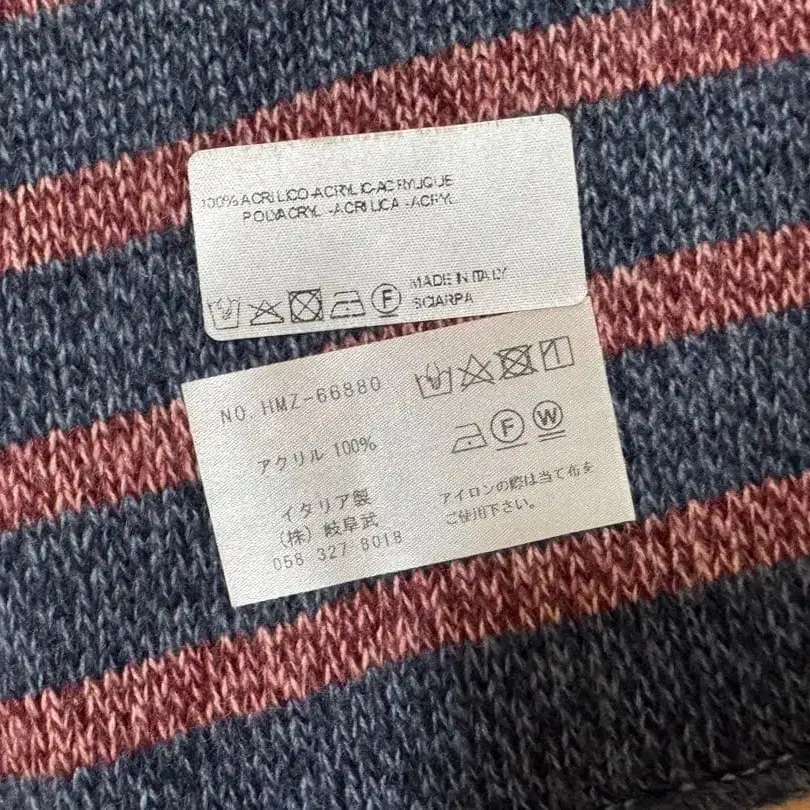 100% ACRILICO-ACRYLIC-ACRYLIQUE
POLYACRYL -ACRILICA -ACRYL
MADE IN ITALY
SCIARPA
NO. HMZ-66880
アクリル 100%
イタリア製
（株）岐阜武
058 327 8018
F
F
W
アイロンの際は当て布を
ご使用下さい。